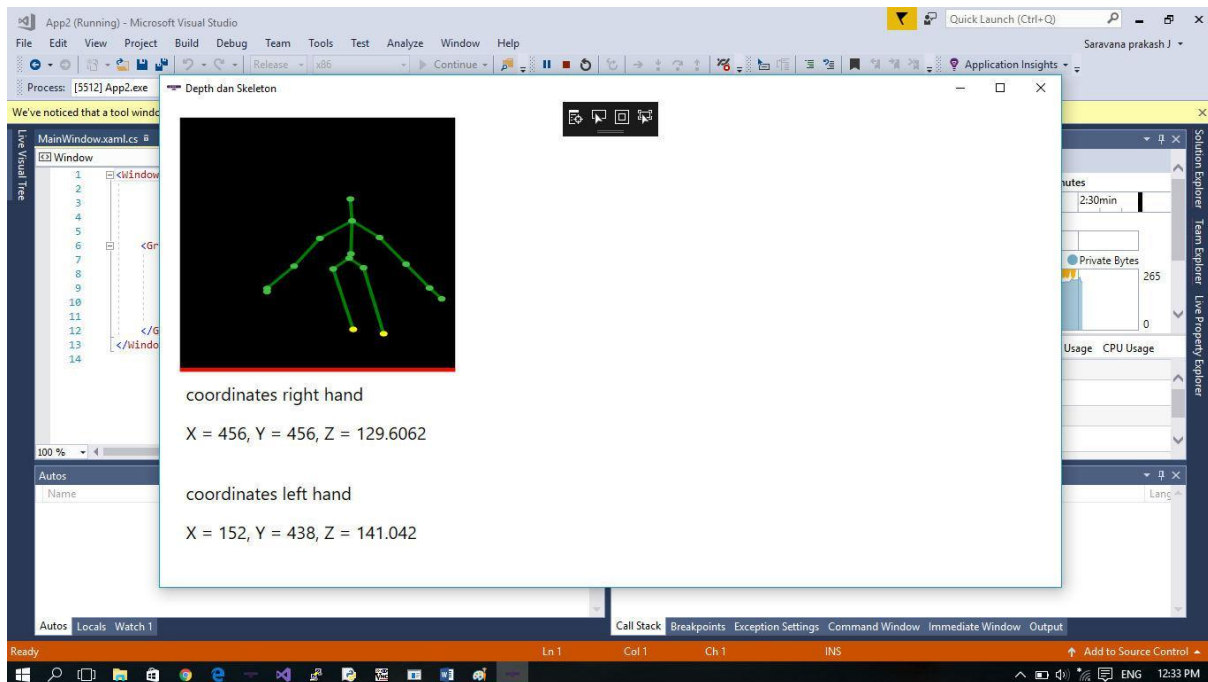 App2 (Running) - Microsoft Visual Studio
Quick Launch (Ctrl+Q)
File Edit View Project Build Debug Team Tools Test Analyze Window Help
Saravana prakash J
Release x86 Continue Application Insights
Process: [5512] App2.exe
Depth dan Skeleton
We've noticed that a tool windo
Live Visual Tree
MainWindow.xaml.cs
Window
1 <Window
2
3
4
5
6 <Gr
7
8
9
10
11
12 </G
13 </Windo
14
100 %
coordinates right hand
X = 456, Y = 456, Z = 129.6062
coordinates left hand
X = 152, Y = 438, Z = 141.042
nutes
2:30min
Private Bytes
265
0
Usage CPU Usage
Solution Explorer Team Explorer Live Property Explorer
Autos
Name
Lang
Autos Locals Watch 1
Call Stack Breakpoints Exception Settings Command Window Immediate Window Output
Ready Ln 1 Col 1 Ch 1 INS Add to Source Control
ENG 12:33 PM